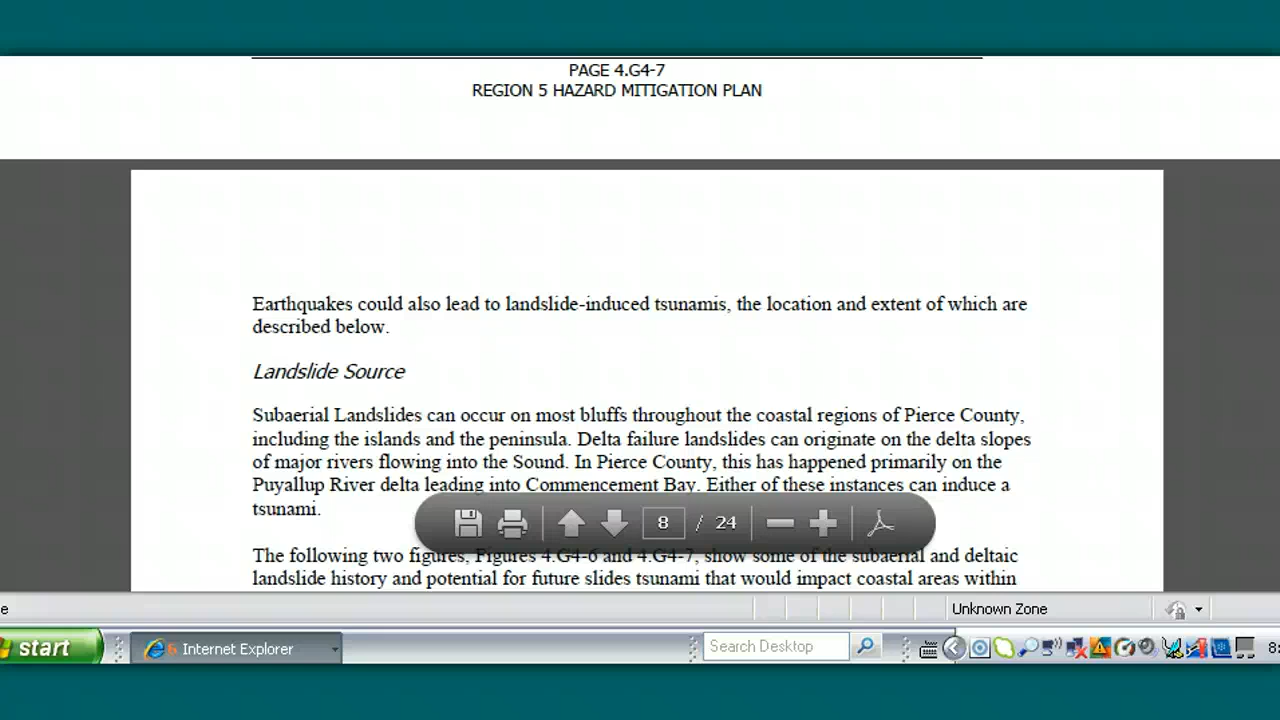 PAGE 4.G4-7
REGION 5 HAZARD MITIGATION PLAN
Earthquakes could also lead to landslide-induced tsunamis, the location and extent of which are
described below.
Landslide Source
Subaerial Landslides can occur on most bluffs throughout the coastal regions of Pierce County,
including the islands and the peninsula. Delta failure landslides can originate on the delta slopes
of major rivers flowing into the Sound. In Pierce County, this has happened primarily on the
Puyallup River delta leading into Commencement Bay. Either of these instances can induce a
tsunami.
8 / 24
The following two figures, Figures 4.G4-6 and 4.G4-7, show some of the subaerial and deltaic
landslide history and potential for future slides tsunami that would impact coastal areas within
e
Unknown Zone
start
6 Internet Explorer
Search Desktop
8: